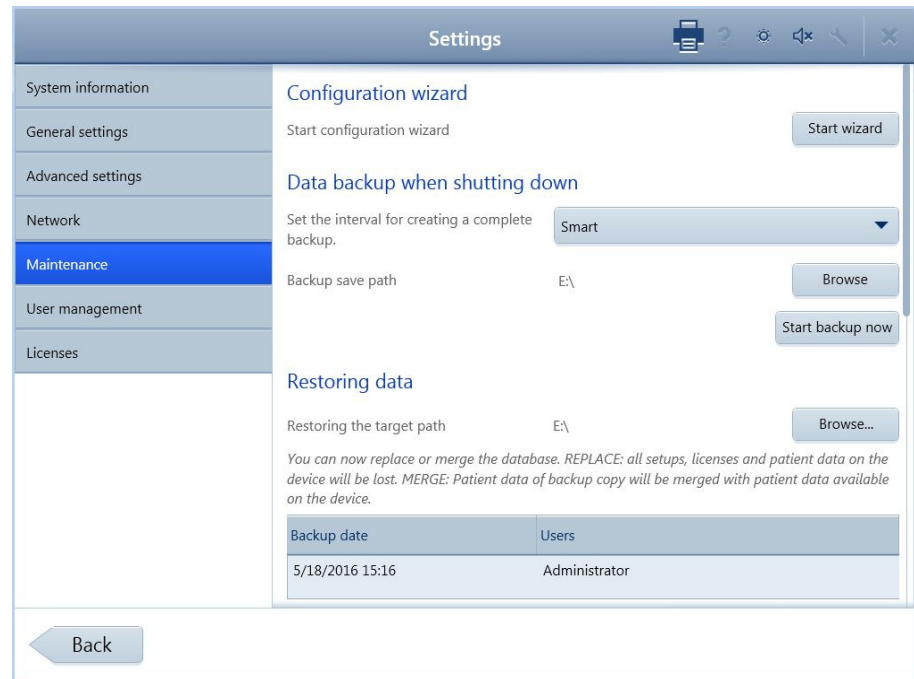 Settings
?
System information
General settings
Advanced settings
Network
Maintenance
User management
Licenses
Configuration wizard
Start configuration wizard
Start wizard
Data backup when shutting down
Set the interval for creating a complete
backup.
Smart
Backup save path
E:\
Browse
Start backup now
Restoring data
Restoring the target path
E:\
Browse...
You can now replace or merge the database. REPLACE: all setups, licenses and patient data on the
device will be lost. MERGE: Patient data of backup copy will be merged with patient data available
on the device.
Backup date Users
5/18/2016 15:16 Administrator
Back